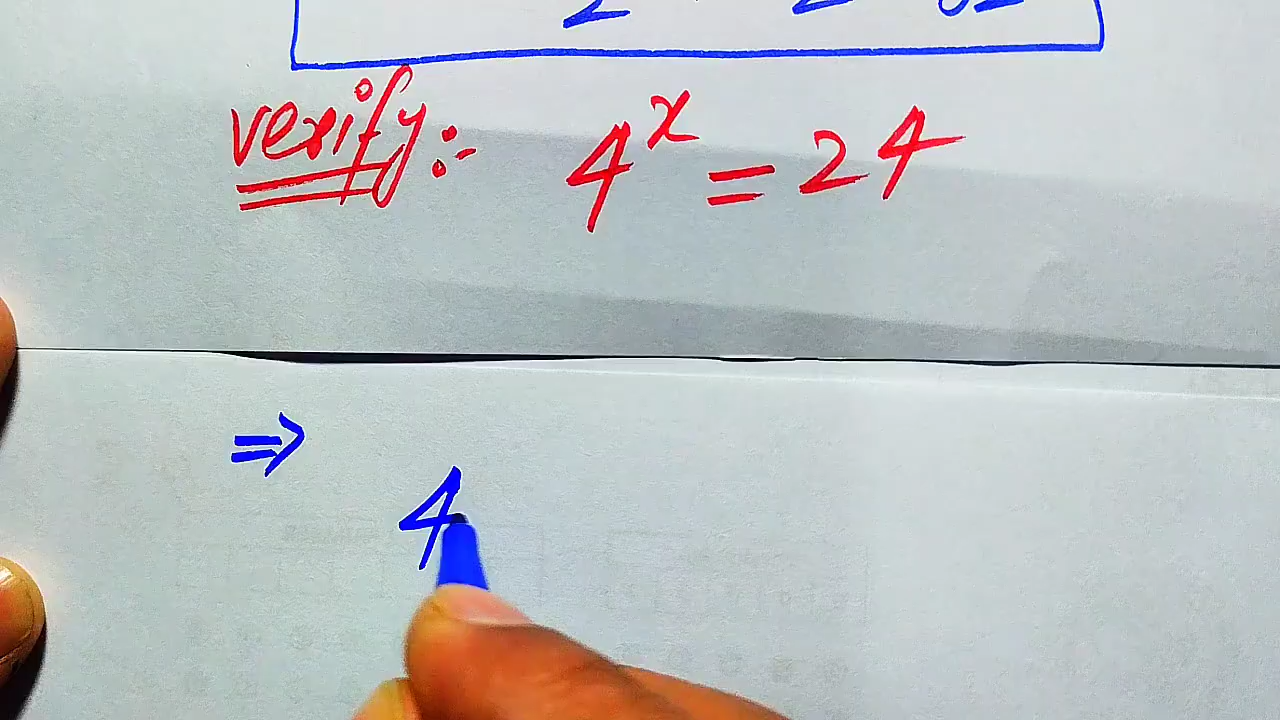 verify:- 4^x = 24
⇒
4